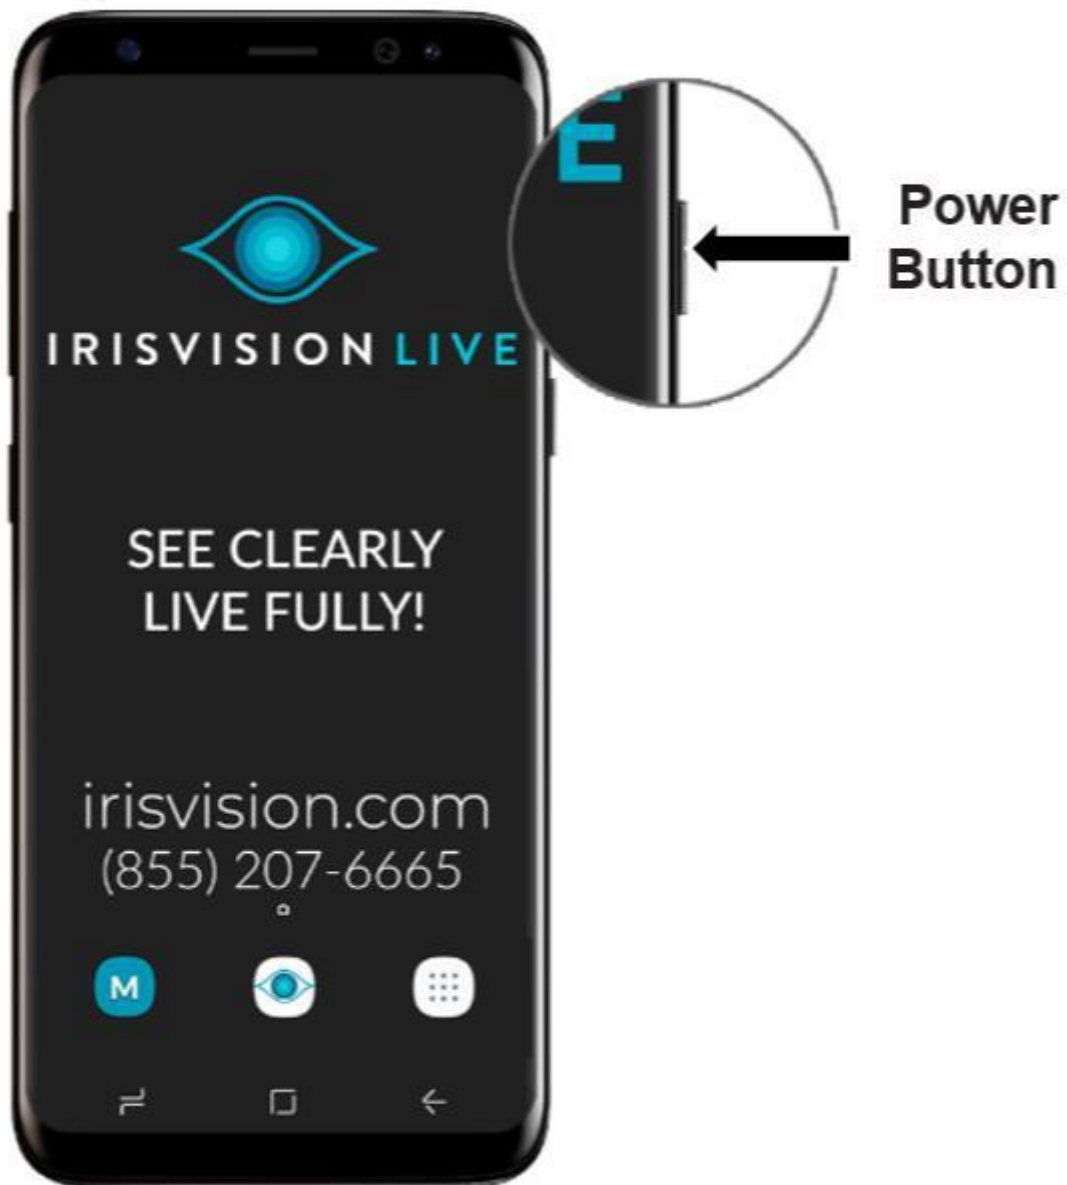 IRISVISION LIVE
E
Power
Button
SEE CLEARLY
LIVE FULLY!
irisvision.com
(855) 207-6665
M